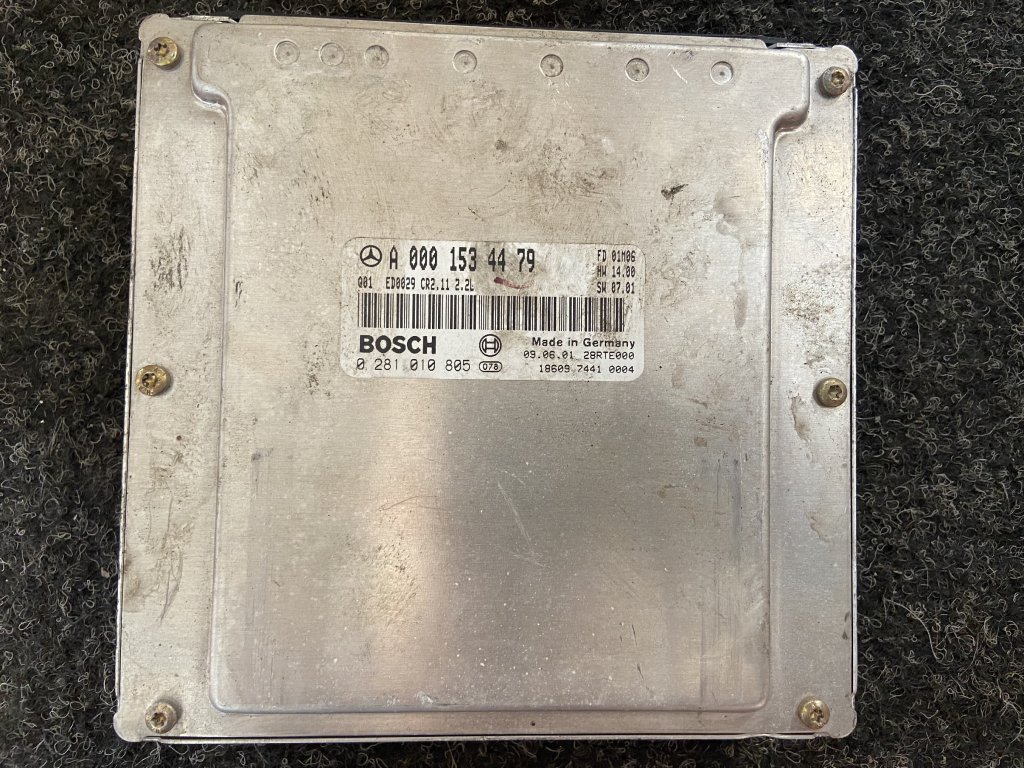 A 000 153 44 79
FD 01M06
HW 14.00
Q01 ED0029 CR2.11 2.2L
SW 07.01
BOSCH
Made in Germany
09.06.01 28RTE000
0 281 010 805 078
18609 7441 0004